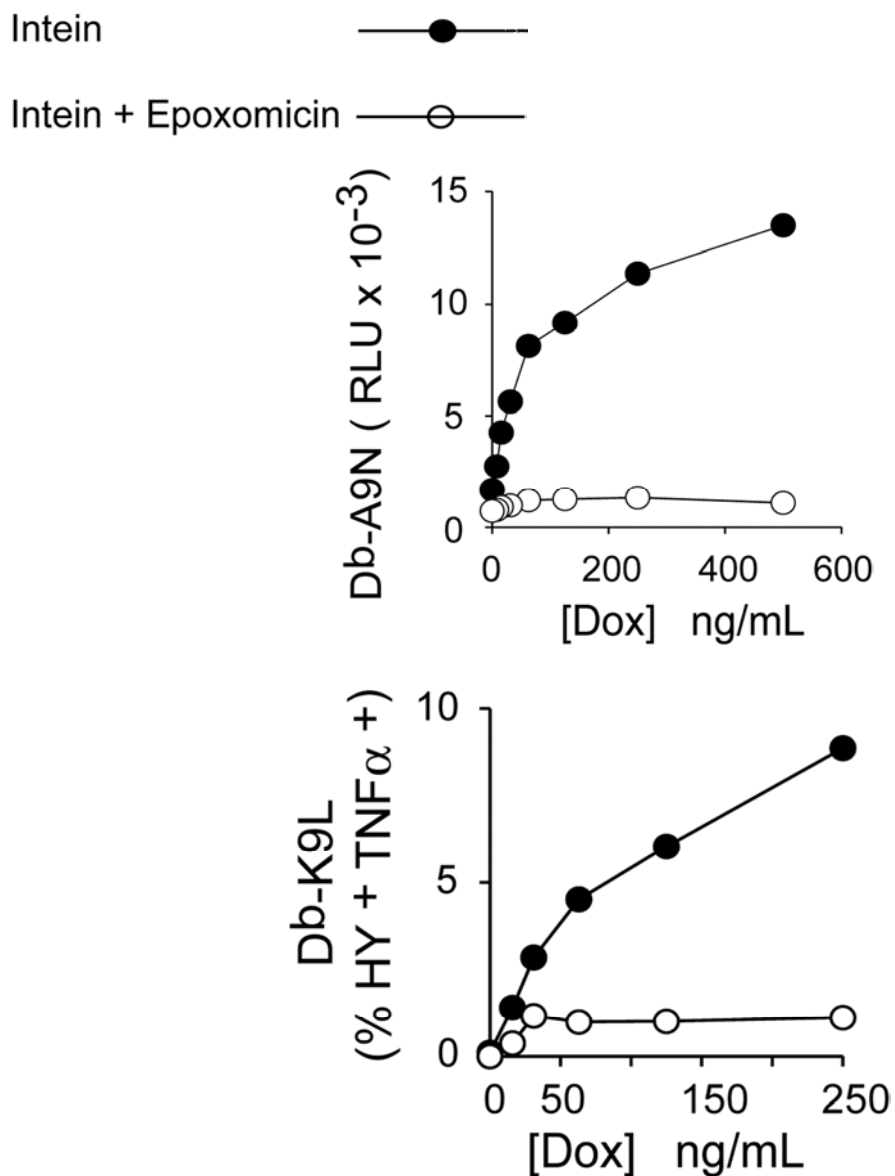 Intein
Intein + Epoxomicin
Db-A9N ( RLU x 10-3)
15
10
5
0
0 200 400 600
[Dox] ng/mL
Db-K9L
(% HY + TNFα +)
10
5
0
0 50 150 250
[Dox] ng/mL